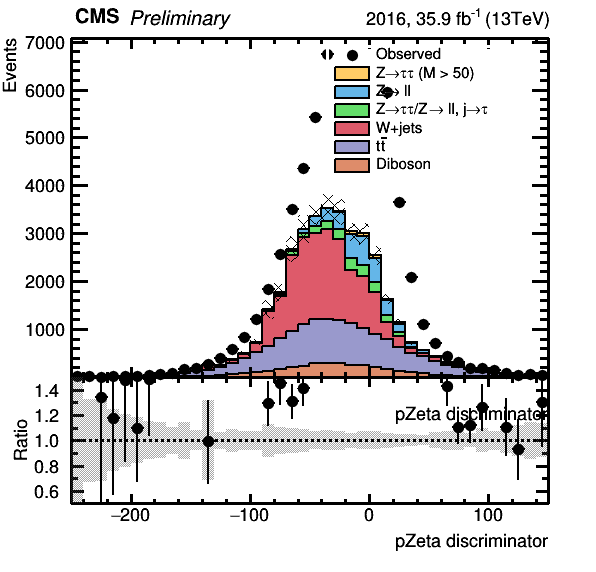 CMS Preliminary 2016, 35.9 fb⁻¹ (13TeV)
Events
7000
6000
5000
4000
3000
2000
1000
Observed
Z→ττ (M > 50)
Z→ ll
Z→ττ/Z→ ll, j→τ
W+jets
tt̄
Diboson
pZeta discriminator
Ratio
1.4
1.2
1.0
0.8
0.6
−200 −100 0 100
pZeta discriminator